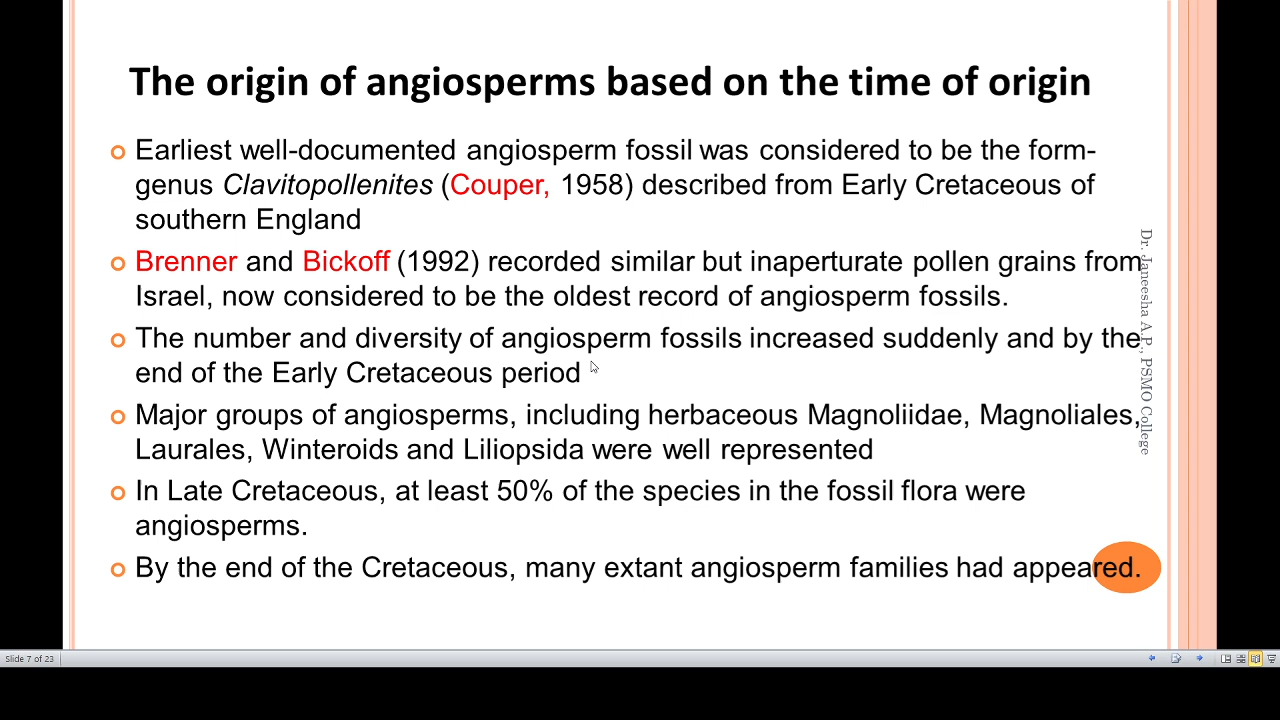 The origin of angiosperms based on the time of origin
Earliest well-documented angiosperm fossil was considered to be the form-
genus Clavitopollenites (Couper, 1958) described from Early Cretaceous of
southern England
Brenner and Bickoff (1992) recorded similar but inaperturate pollen grains from
Israel, now considered to be the oldest record of angiosperm fossils.
The number and diversity of angiosperm fossils increased suddenly and by the
end of the Early Cretaceous period
Major groups of angiosperms, including herbaceous Magnoliidae, Magnoliales,
Laurales, Winteroids and Liliopsida were well represented
In Late Cretaceous, at least 50% of the species in the fossil flora were
angiosperms.
By the end of the Cretaceous, many extant angiosperm families had appeared.
Dr. Janeesha A.P., PSMO College
Slide 7 of 23